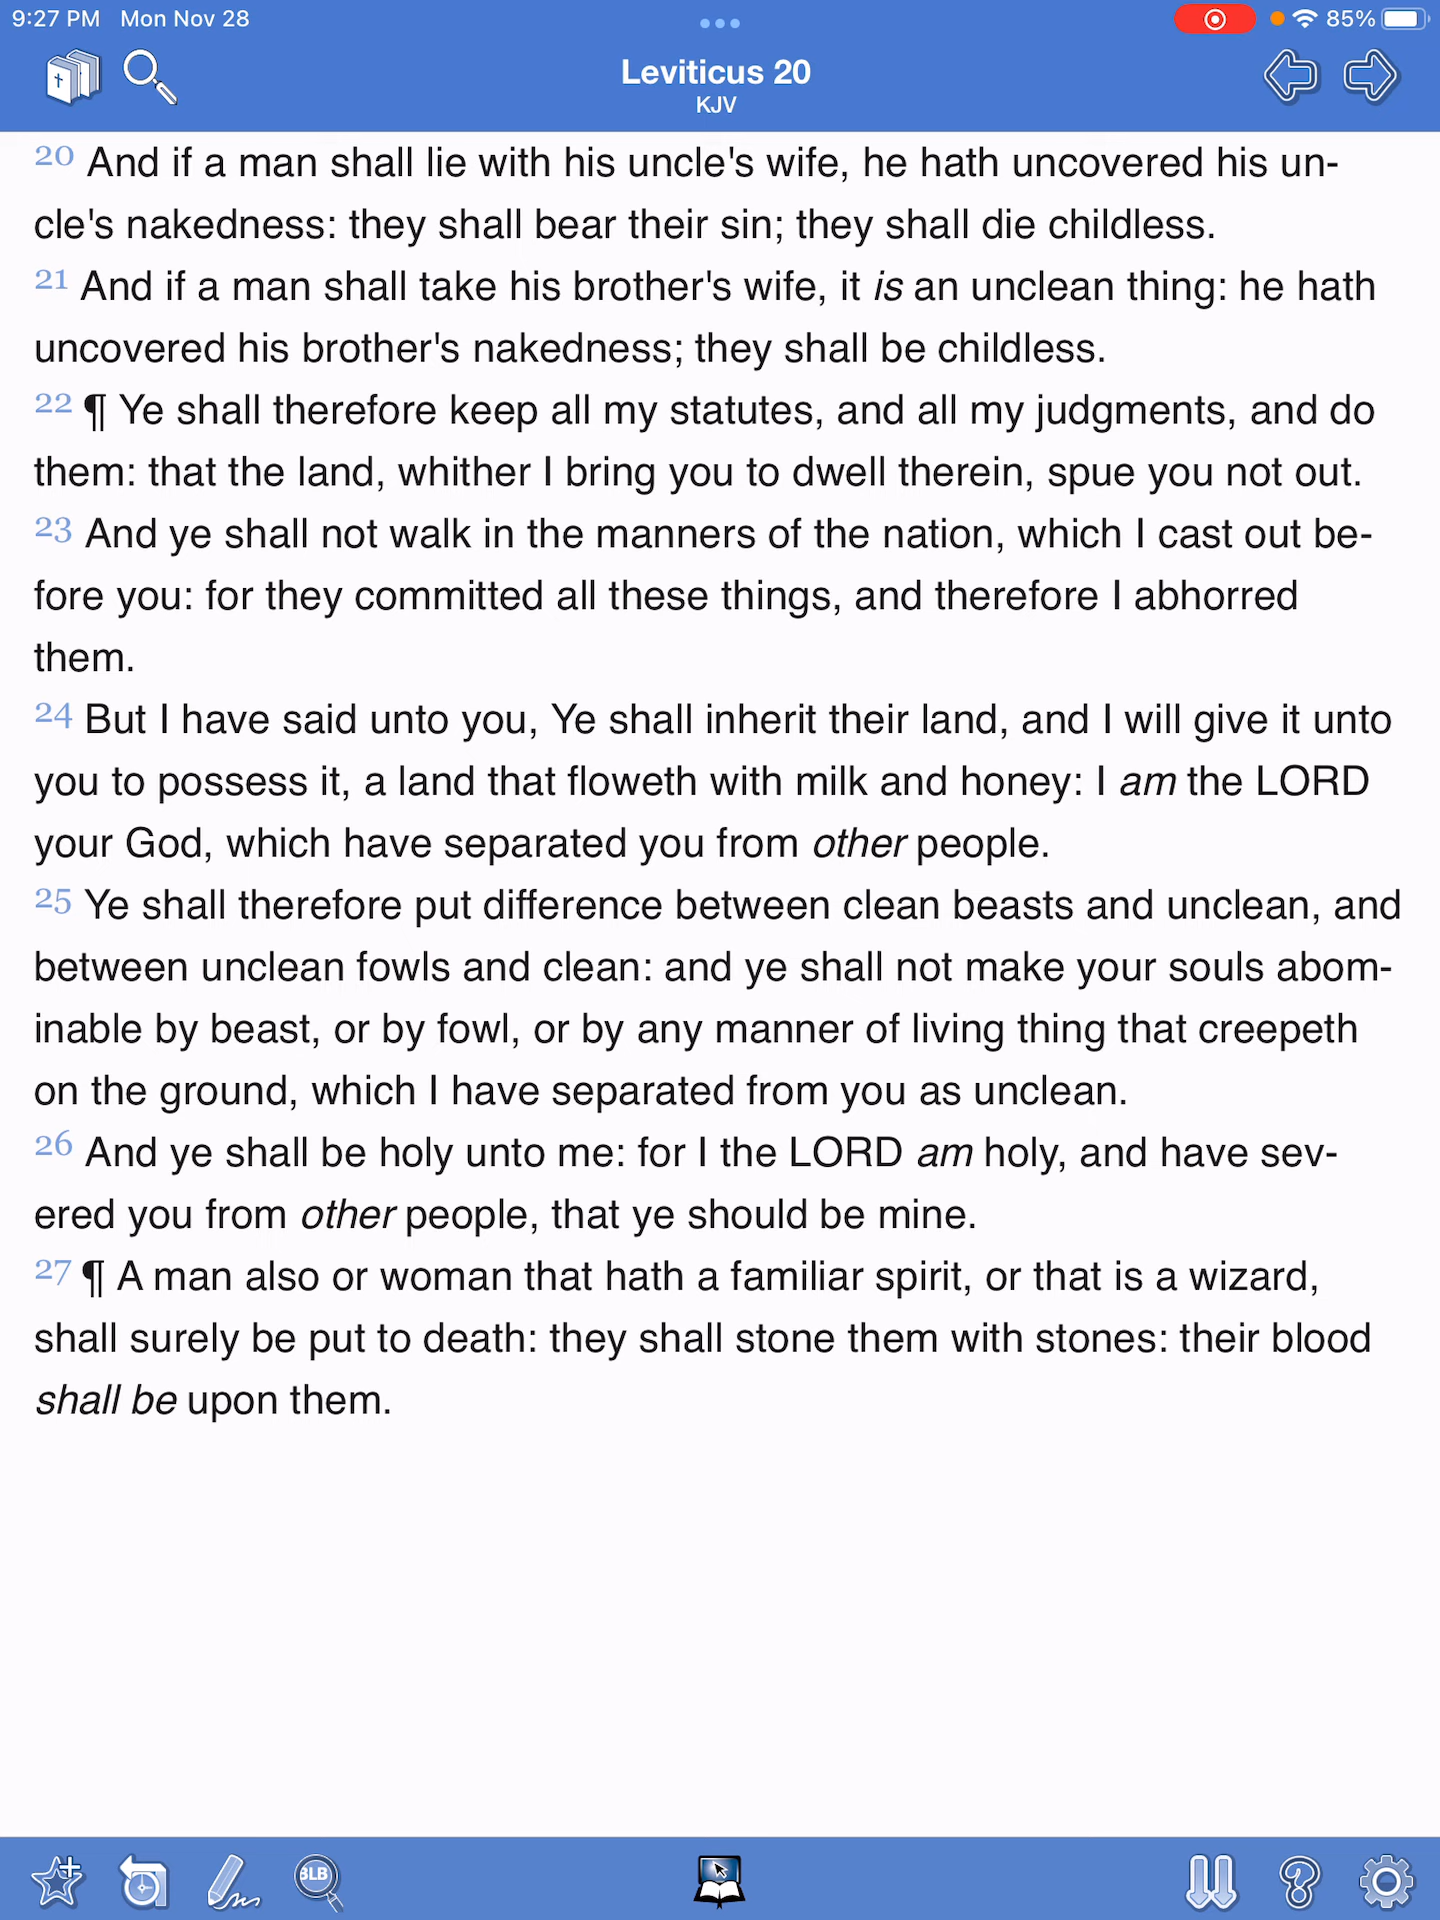 9:27 PM Mon Nov 28
85%
Leviticus 20
KJV
20 And if a man shall lie with his uncle's wife, he hath uncovered his un-
cle's nakedness: they shall bear their sin; they shall die childless.
21 And if a man shall take his brother's wife, it is an unclean thing: he hath
uncovered his brother's nakedness; they shall be childless.
22 ¶ Ye shall therefore keep all my statutes, and all my judgments, and do
them: that the land, whither I bring you to dwell therein, spue you not out.
23 And ye shall not walk in the manners of the nation, which I cast out be-
fore you: for they committed all these things, and therefore I abhorred
them.
24 But I have said unto you, Ye shall inherit their land, and I will give it unto
you to possess it, a land that floweth with milk and honey: I am the LORD
your God, which have separated you from other people.
25 Ye shall therefore put difference between clean beasts and unclean, and
between unclean fowls and clean: and ye shall not make your souls abom-
inable by beast, or by fowl, or by any manner of living thing that creepeth
on the ground, which I have separated from you as unclean.
26 And ye shall be holy unto me: for I the LORD am holy, and have sev-
ered you from other people, that ye should be mine.
27 ¶ A man also or woman that hath a familiar spirit, or that is a wizard,
shall surely be put to death: they shall stone them with stones: their blood
shall be upon them.
BLB